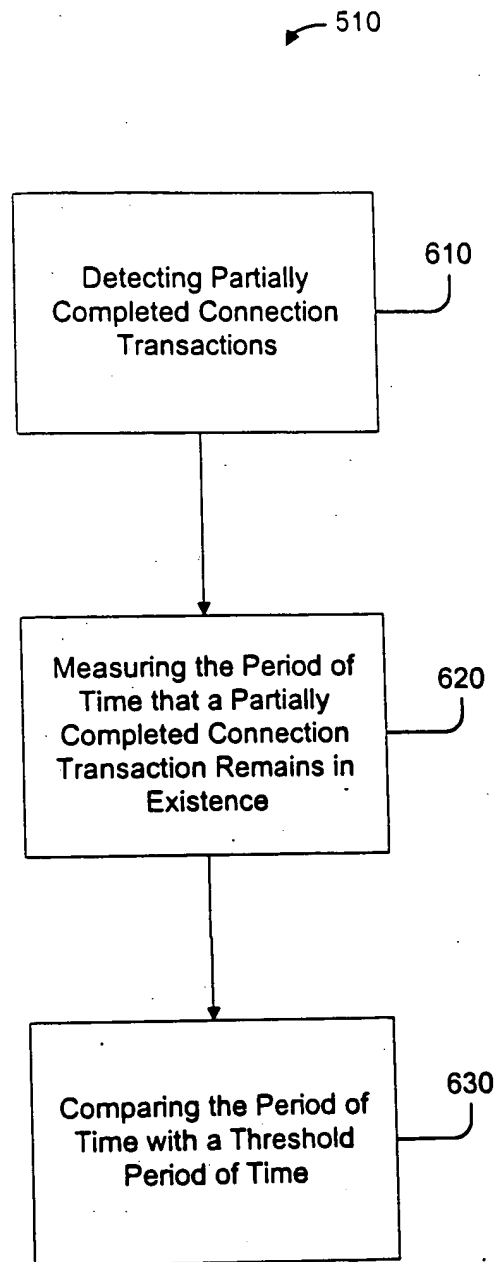 510
Detecting Partially
Completed Connection
Transactions
610
Measuring the Period of
Time that a Partially
Completed Connection
Transaction Remains in
Existence
620
Comparing the Period of
Time with a Threshold
Period of Time
630